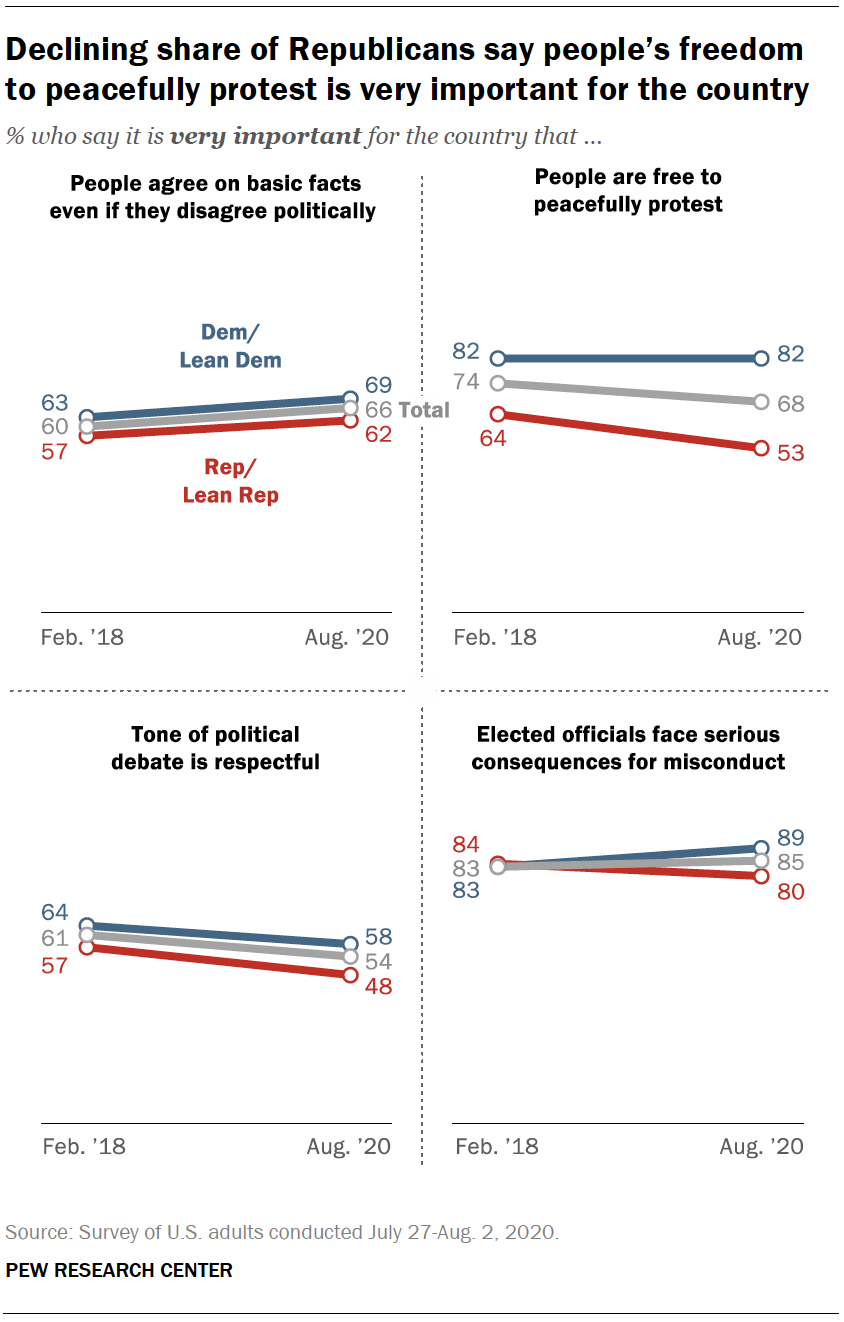 Declining share of Republicans say people's freedom
to peacefully protest is very important for the country
% who say it is very important for the country that ...
People agree on basic facts
even if they disagree politically
Dem/
Lean Dem
63
60
57
69
66 Total
62
Rep/
Lean Rep
Feb. '18
Aug. '20
People are free to
peacefully protest
82
74
64
82
68
53
Feb. '18
Aug. '20
Tone of political
debate is respectful
64
61
57
58
54
48
Feb. '18
Aug. '20
Elected officials face serious
consequences for misconduct
84
83
83
89
85
80
Feb. '18
Aug. '20
Source: Survey of U.S. adults conducted July 27-Aug. 2, 2020.
PEW RESEARCH CENTER